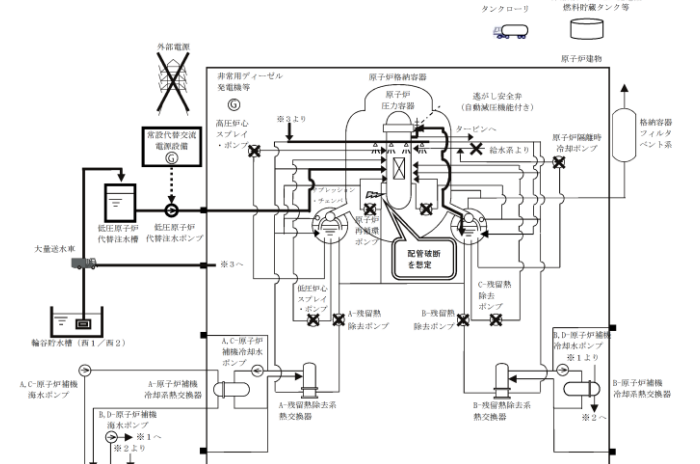 タンクローリ
燃料貯蔵タンク等
外部電源
原子炉建物
非常用ディーゼル
発電機等
G
原子炉格納容器
原子炉
圧力容器
逃がし安全弁
(自動減圧機能付き)
高圧炉心
スプレイ
・ポンプ
※3より
タービンへ
給水系より
原子炉隔離時
冷却ポンプ
格納容器
フィルタ
ベント系
常設代替交流
電源設備
G
サプレッション
・チェンバ
低圧原子炉
代替注水槽
低圧原子炉
代替注水ポンプ
原子炉
再循環
ポンプ
配管破断
を想定
大量送水車
※3へ
低圧炉心
スプレイ
・ポンプ
A-残留熱
除去ポンプ
B-残留熱
除去ポンプ
C-残留熱
除去
ポンプ
輪谷貯水槽(西1/西2)
A,C-原子炉補機
海水ポンプ
A-原子炉補機
冷却系熱交換器
A,C-原子炉
補機冷却水
ポンプ
A-残留熱除去系
熱交換器
B-残留熱除去系
熱交換器
B,D-原子炉補機
冷却水ポンプ
※1より
B-原子炉補機
冷却系熱交換器
※2へ
B,D-原子炉補機
海水ポンプ
※1へ
※2より